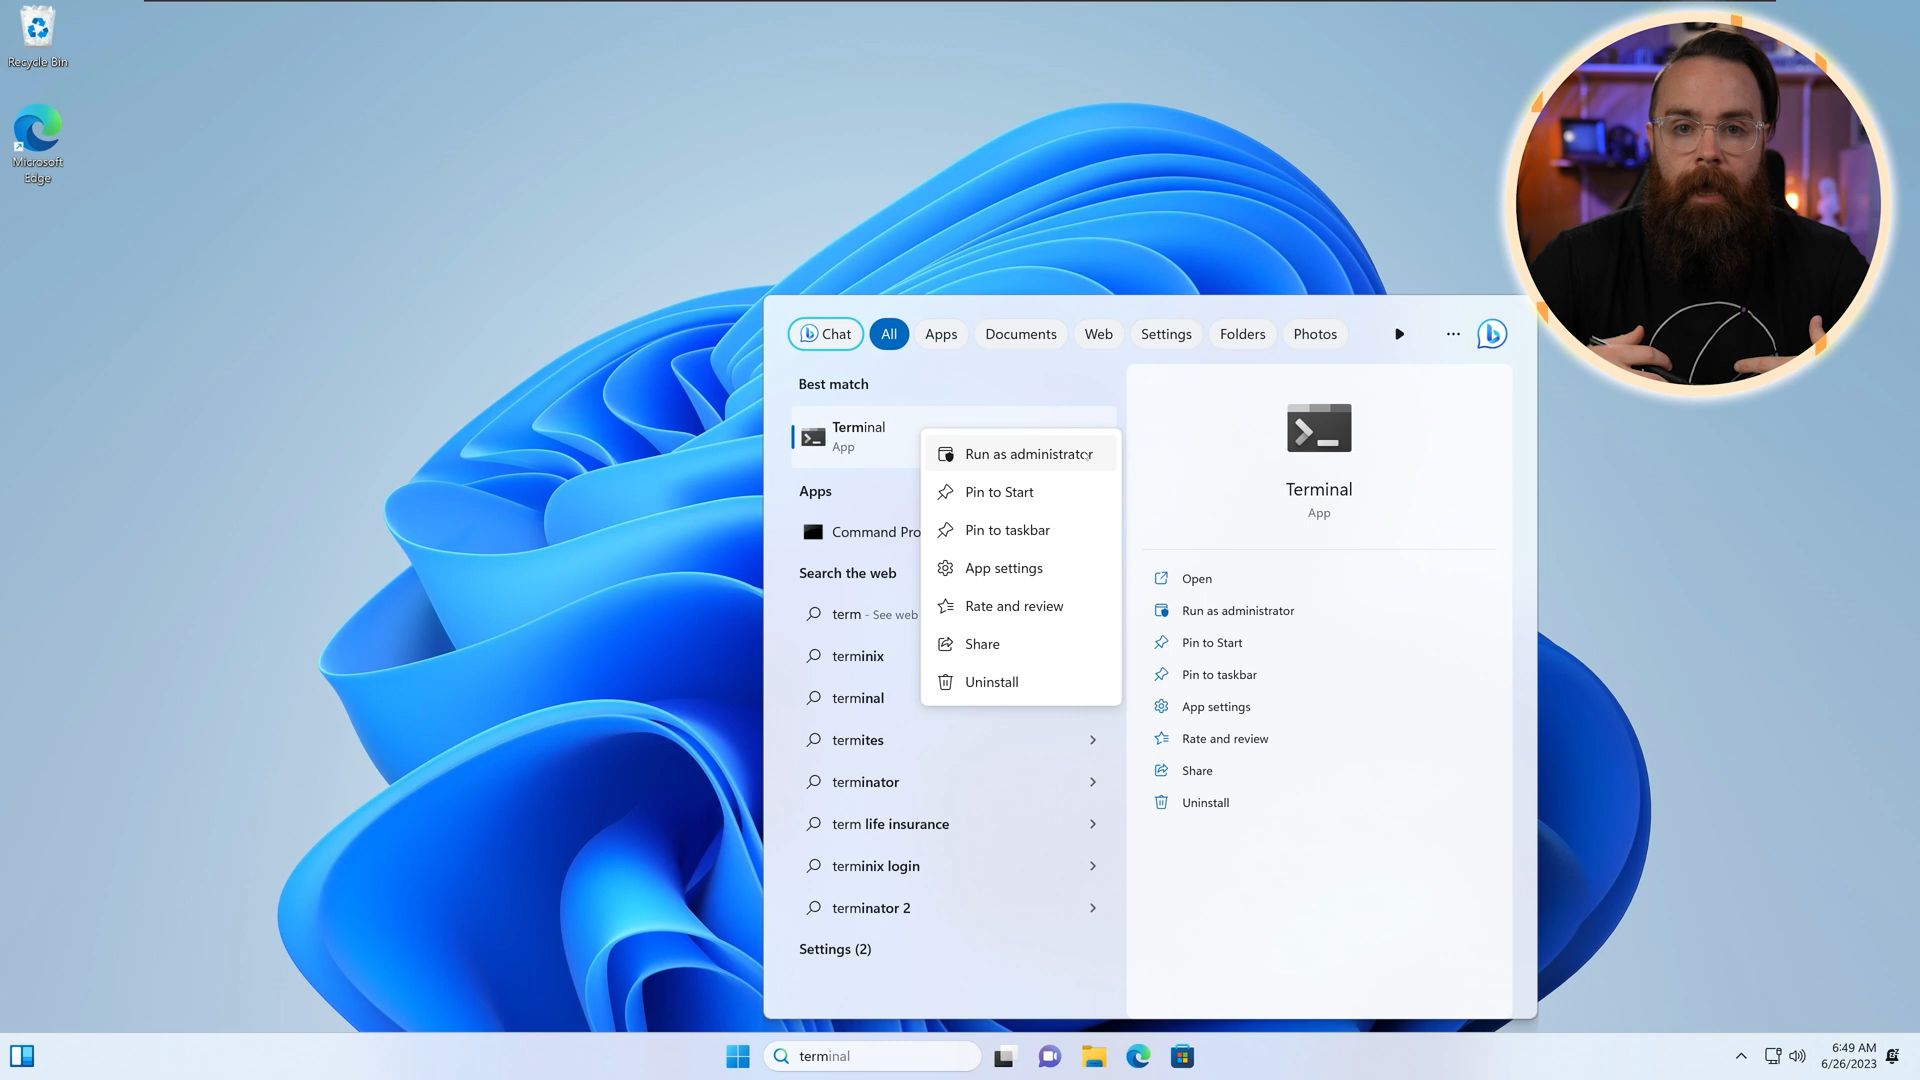 Recycle Bin
Microsoft
Edge
Chat
All
Apps
Documents
Web
Settings
Folders
Photos
Best match
Terminal
App
Apps
Command Pro
Search the web
term - See web
terminix
terminal
termites
terminator
term life insurance
terminix login
terminator 2
Settings (2)
Run as administrator
Pin to Start
Pin to taskbar
App settings
Rate and review
Share
Uninstall
Terminal
App
Open
Run as administrator
Pin to Start
Pin to taskbar
App settings
Rate and review
Share
Uninstall
terminal
6:49 AM
6/26/2023